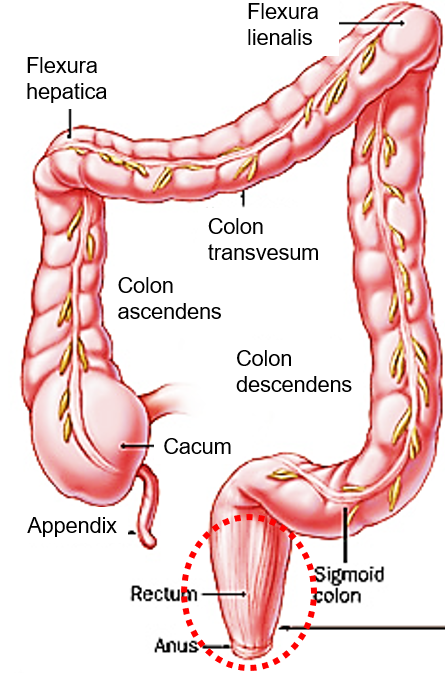 Flexura
lienalis
Flexura
hepatica
Colon
transvesum
Colon
ascendens
Colon
descendens
Cacum
Appendix
Sigmoid
colon
Rectum
Anus